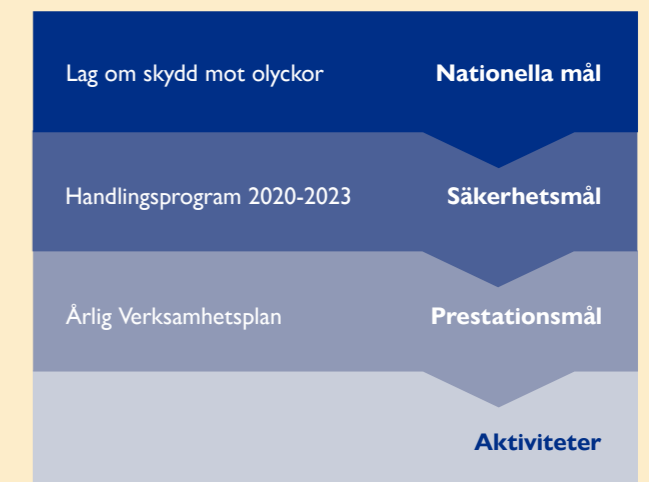 Lag om skydd mot olyckor Nationella mål
Handlingsprogram 2020-2023 Säkerhetsmål
Årlig Verksamhetsplan Prestationsmål
Aktiviteter